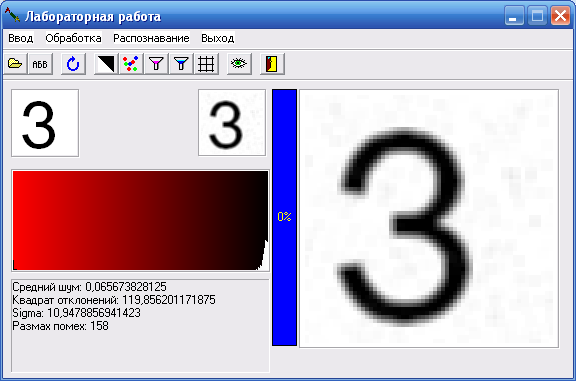 Лабораторная работа
Ввод Обработка Распознавание Выход
АБВ
3 3
3
0%
Средний шум: 0,065673828125
Квадрат отклонений: 119,856201171875
Sigma: 10,9478856941423
Размах помех: 158